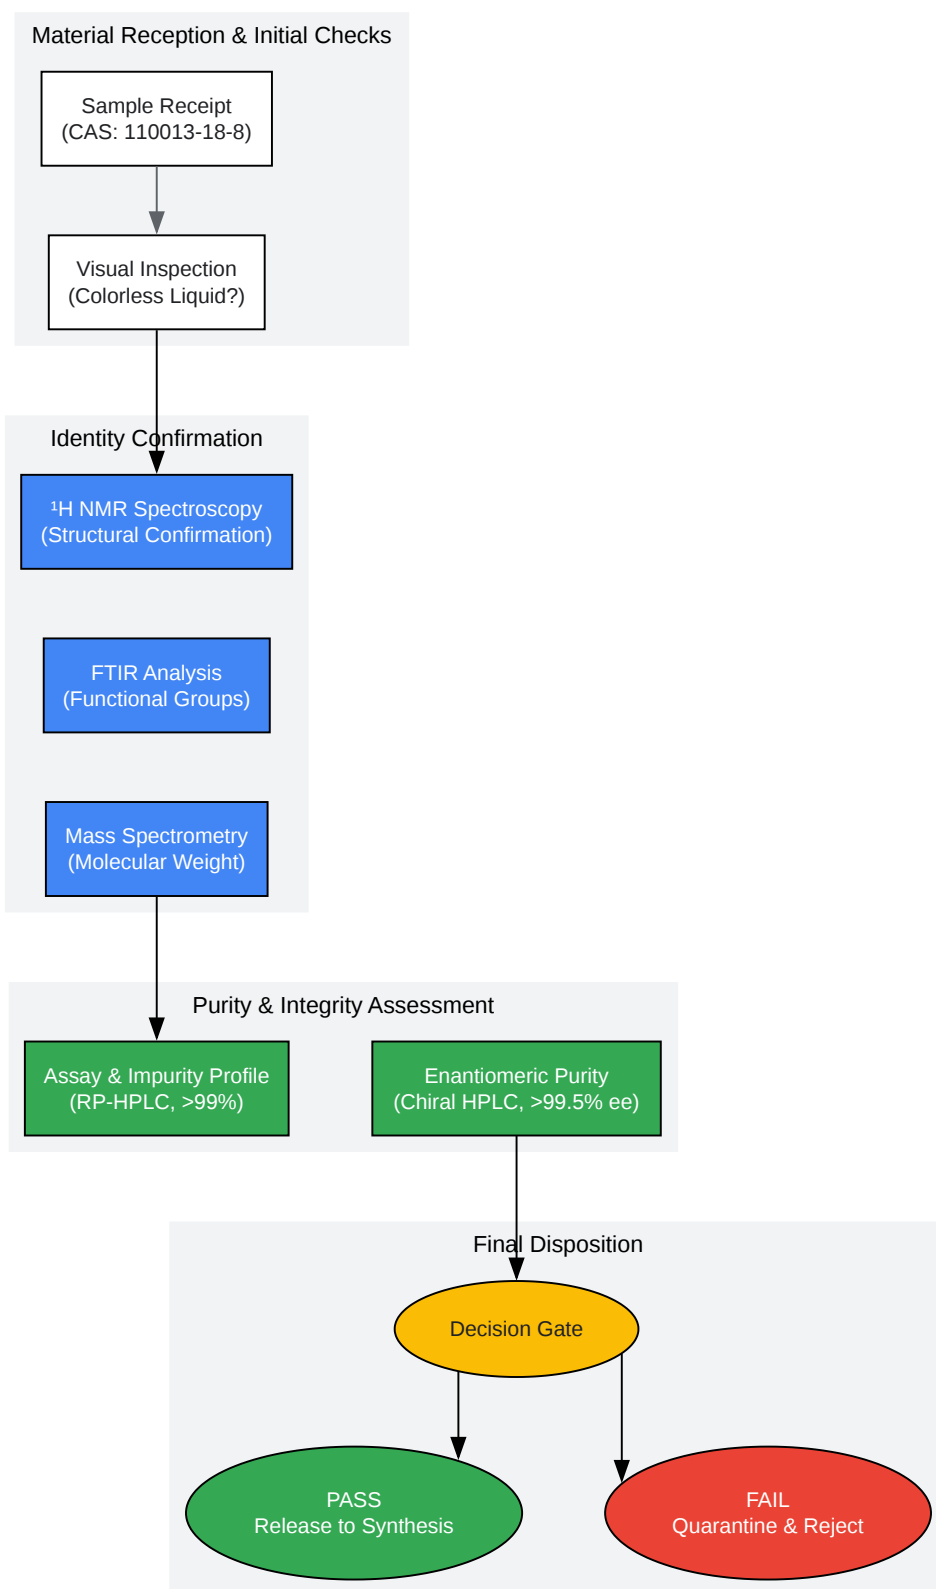 Material Reception & Initial Checks
Sample Receipt
(CAS: 110013-18-8)
Visual Inspection
(Colorless Liquid?)
Identity Confirmation
¹H NMR Spectroscopy
(Structural Confirmation)
FTIR Analysis
(Functional Groups)
Mass Spectrometry
(Molecular Weight)
Purity & Integrity Assessment
Assay & Impurity Profile
(RP-HPLC, >99%)
Enantiomeric Purity
(Chiral HPLC, >99.5% ee)
Final Disposition
Decision Gate
PASS
Release to Synthesis
FAIL
Quarantine & Reject